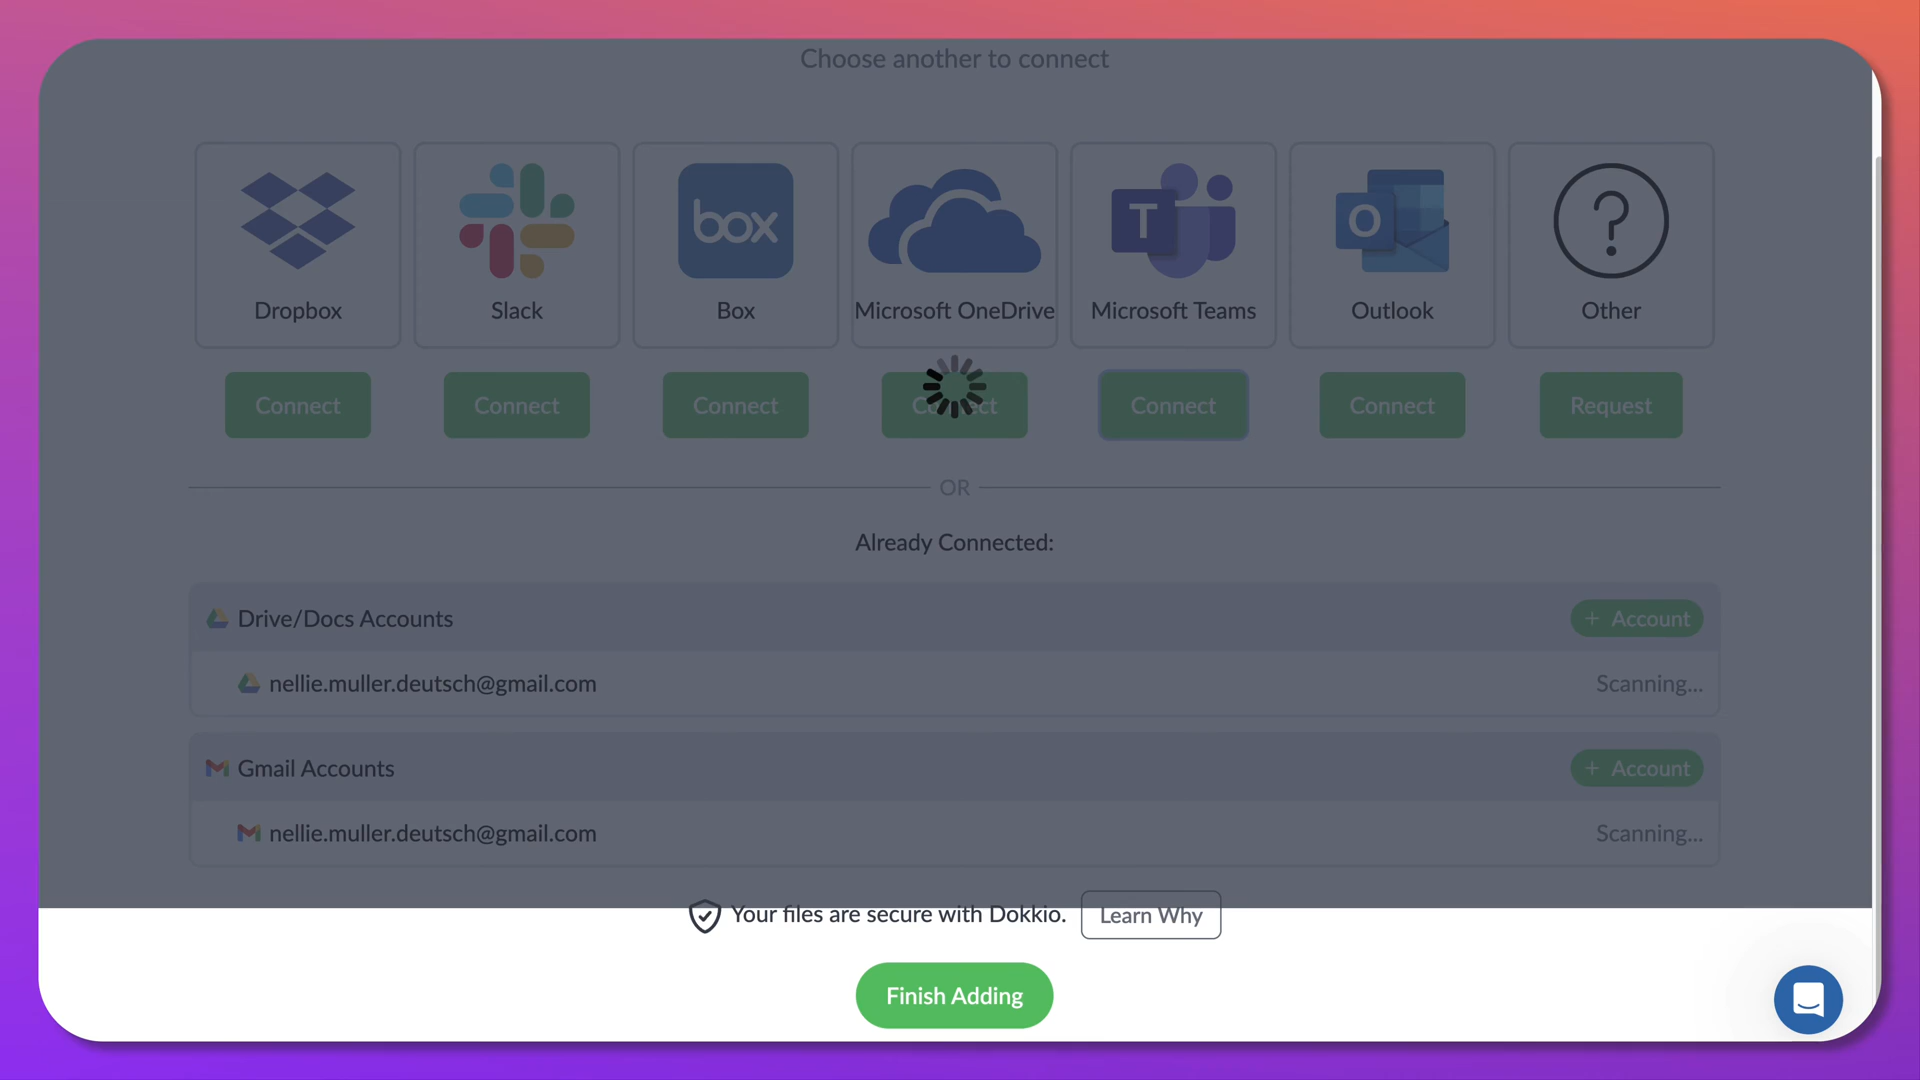 Choose another to connect
box
T
O
?
Dropbox
Slack
Box
Microsoft OneDrive
Microsoft Teams
Outlook
Other
Connect
Connect
Connect
Connect
Connect
Connect
Request
OR
Already Connected:
Drive/Docs Accounts
+ Account
nellie.muller.deutsch@gmail.com
Scanning...
Gmail Accounts
+ Account
nellie.muller.deutsch@gmail.com
Scanning...
Your files are secure with Dokkio.
Learn Why
Finish Adding